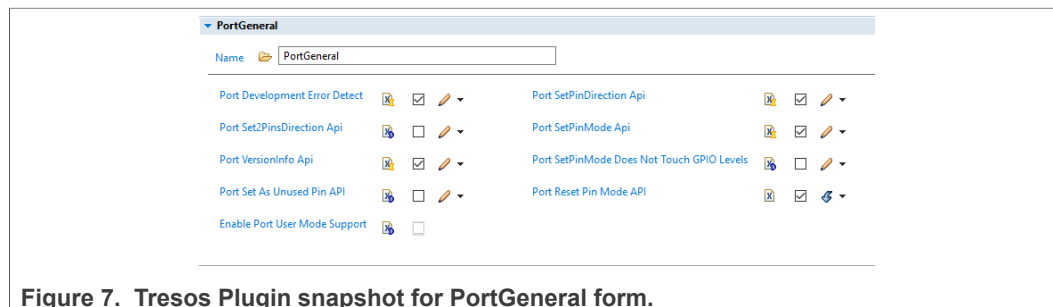 PortGeneral
Name PortGeneral
Port Development Error Detect Port SetPinDirection Api
Port Set2PinsDirection Api Port SetPinMode Api
Port VersionInfo Api Port SetPinMode Does Not Touch GPIO Levels
Port Set As Unused Pin API Port Reset Pin Mode API
Enable Port User Mode Support
Figure 7. Tresos Plugin snapshot for PortGeneral form.